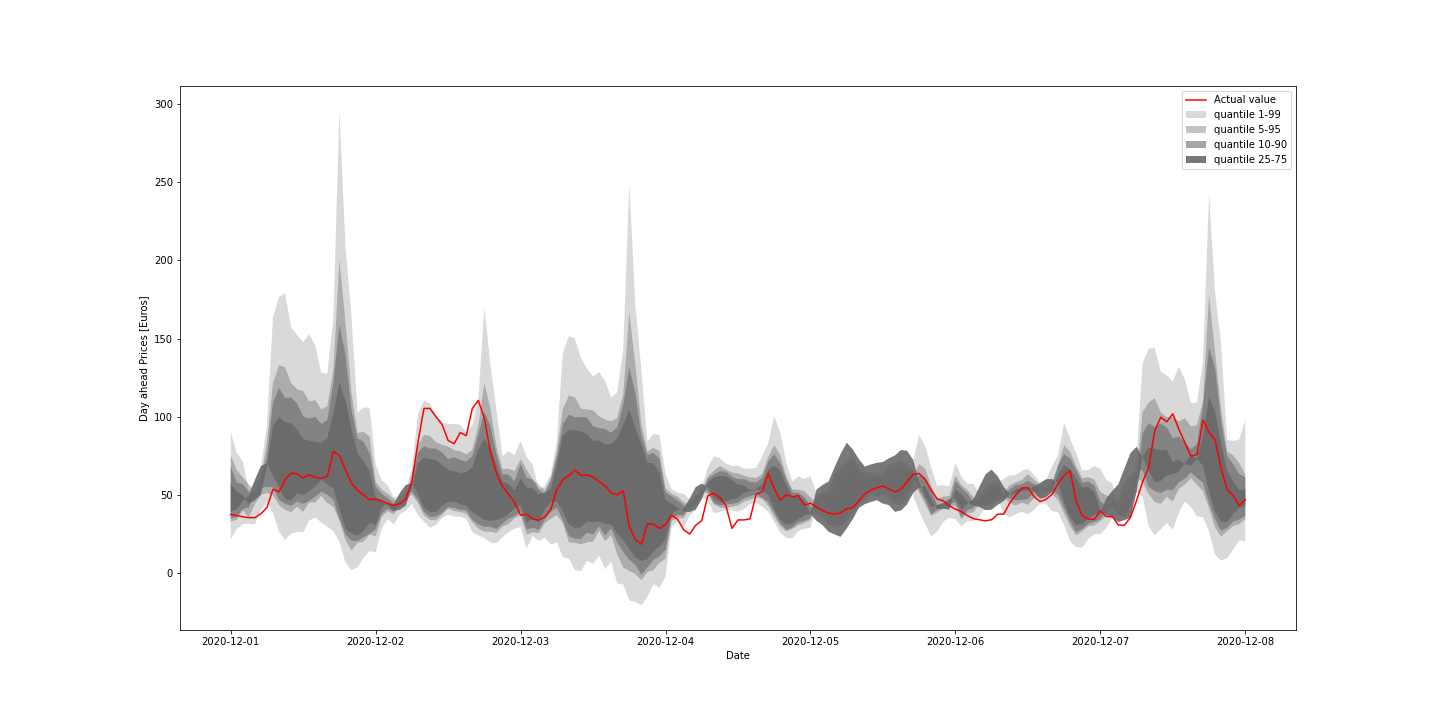 Actual value
quantile 1-99
quantile 5-95
quantile 10-90
quantile 25-75
300
250
200
150
100
50
0
Day ahead Prices [Euros]
2020-12-01
2020-12-02
2020-12-03
2020-12-04
2020-12-05
2020-12-06
2020-12-07
2020-12-08
Date